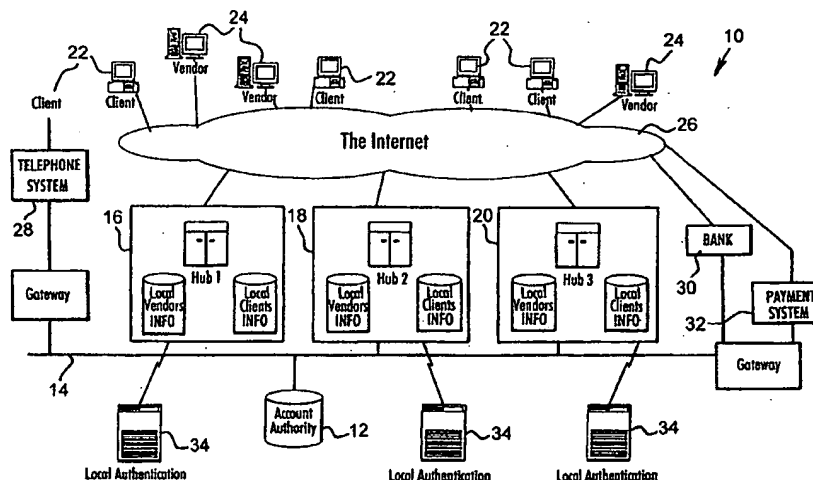 24
22
22
24
10
22
Vendor
22
Client
Client
Vendor
Client
Client
Client
Vendor
26
The Internet
TELEPHONE
SYSTEM
28
16
18
20
BANK
30
Hub 1
Hub 2
Hub 3
Gateway
Local
Vendors
INFO
Local
Clients
INFO
Local
Vendors
INFO
Local
Clients
INFO
Local
Vendors
INFO
Local
Clients
INFO
PAYMENT
SYSTEM
32
Gateway
14
Account
Authority
12
34
34
34
Local Authentication
Local Authentication
Local Authentication